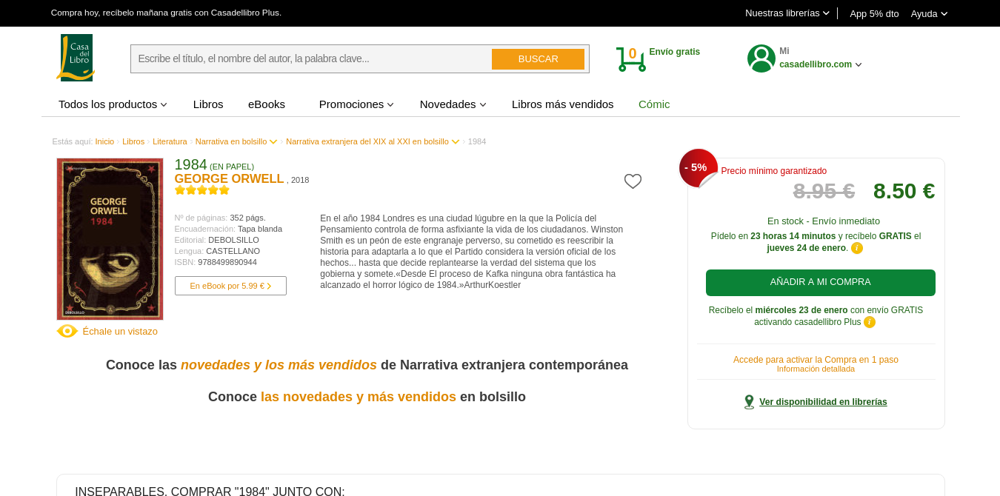 Compra hoy, recíbelo mañana gratis con Casadellibro Plus.
Nuestras librerías
App 5% dto
Ayuda
Casa
del
Libro
Escribe el título, el nombre del autor, la palabra clave...
BUSCAR
0
Envío gratis
Mi
casadellibro.com
Todos los productos
Libros
eBooks
Promociones
Novedades
Libros más vendidos
Cómic
Estás aquí: Inicio › Libros › Literatura › Narrativa en bolsillo › Narrativa extranjera del XIX al XXI en bolsillo › 1984
GEORGE
ORWELL
1984
DEBOLSILLO
Échale un vistazo
1984 (EN PAPEL)
GEORGE ORWELL , 2018
Nº de páginas: 352 págs.
Encuadernación: Tapa blanda
Editorial: DEBOLSILLO
Lengua: CASTELLANO
ISBN: 9788499890944
En eBook por 5.99 €
En el año 1984 Londres es una ciudad lúgubre en la que la Policía del
Pensamiento controla de forma asfixiante la vida de los ciudadanos. Winston
Smith es un peón de este engranaje perverso, su cometido es reescribir la
historia para adaptarla a lo que el Partido considera la versión oficial de los
hechos... hasta que decide replantearse la verdad del sistema que los
gobierna y somete.«Desde El proceso de Kafka ninguna obra fantástica ha
alcanzado el horror lógico de 1984.»ArthurKoestler
Conoce las novedades y los más vendidos de Narrativa extranjera contemporánea
Conoce las novedades y más vendidos en bolsillo
- 5%
Precio mínimo garantizado
8.95 € 8.50 €
En stock - Envío inmediato
Pídelo en 23 horas 14 minutos y recíbelo GRATIS el
jueves 24 de enero. i
AÑADIR A MI COMPRA
Recíbelo el miércoles 23 de enero con envío GRATIS
activando casadellibro Plus i
Accede para activar la Compra en 1 paso
Información detallada
Ver disponibilidad en librerías
INSEPARABLES. COMPRAR "1984" JUNTO CON: